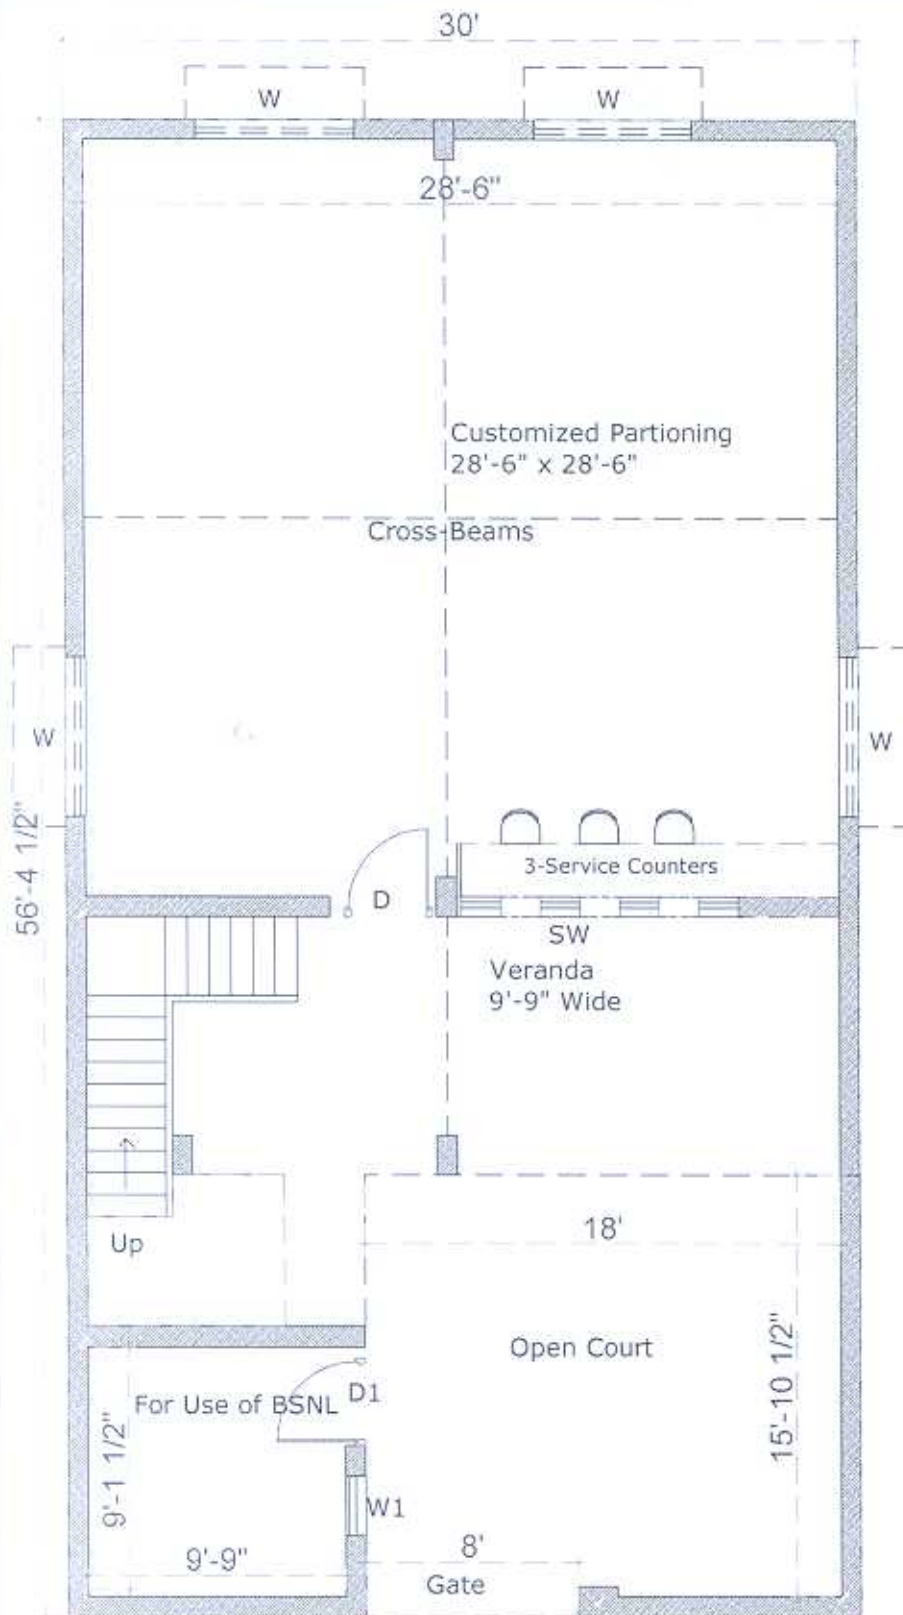 30'
W
W
28'-6"
Customized Partioning
28'-6" x 28'-6"
Cross-Beams
W
W
56'-4 1/2"
3-Service Counters
D
SW
Veranda
9'-9" Wide
Up
18'
Open Court
15'-10 1/2"
D1
For Use of BSNL
9'-1 1/2"
W1
9'-9"
8'
Gate